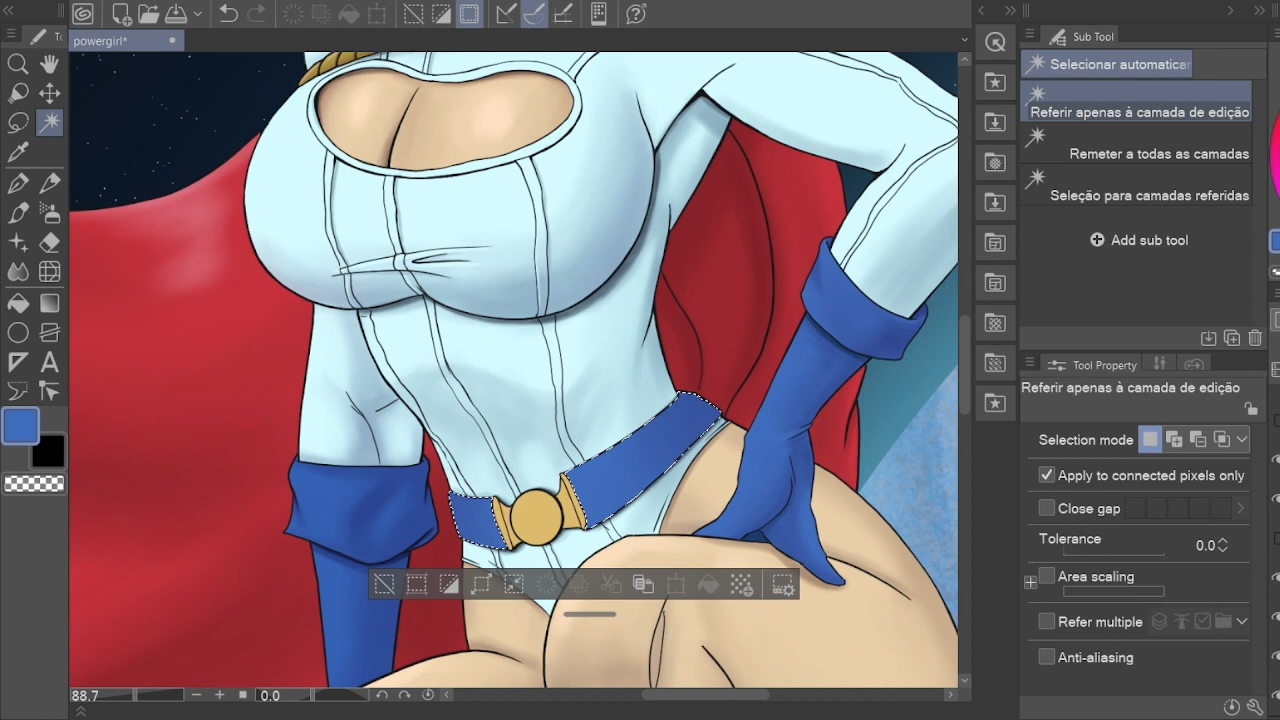 powergirl*
Sub Tool
Selecionar automaticar
Referir apenas à camada de edição
Remeter a todas as camadas
Seleção para camadas referidas
Add sub tool
Tool Property
Referir apenas à camada de edição
Selection mode
Apply to connected pixels only
Close gap
Tolerance
0.0
Area scaling
Refer multiple
Anti-aliasing
88.7
0.0